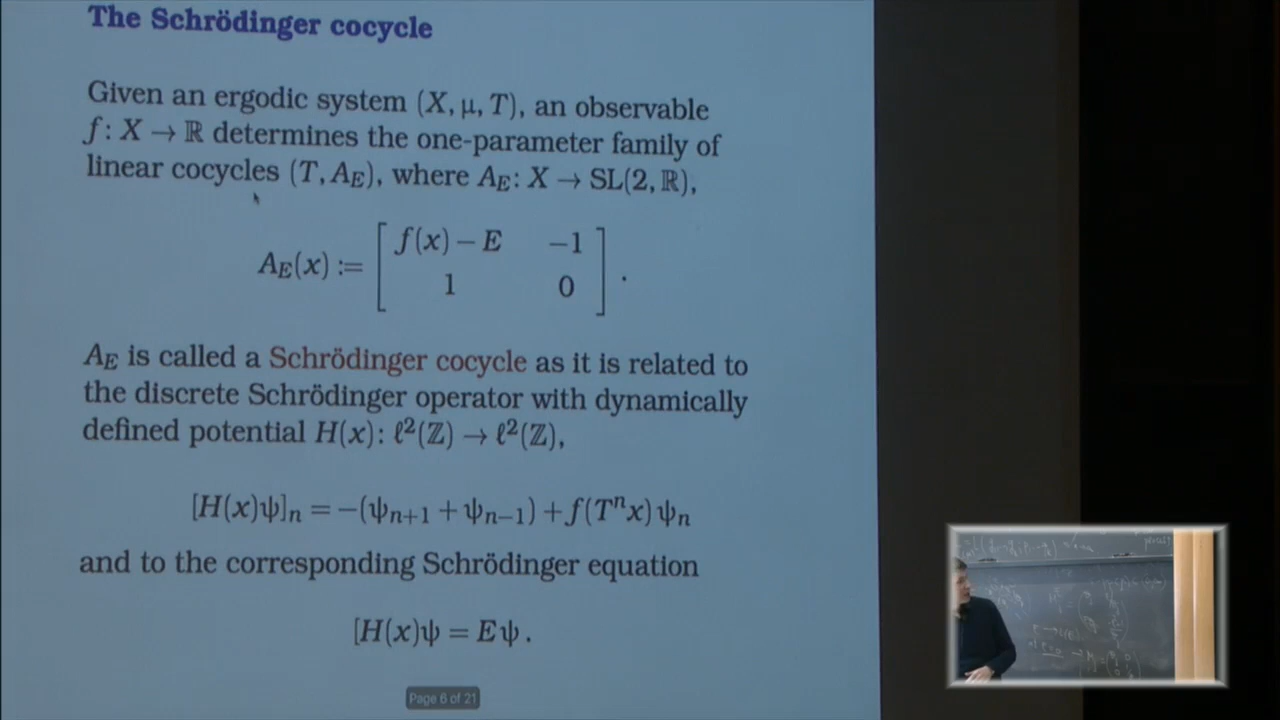 The Schrödinger cocycle
Given an ergodic system (X, μ, T), an observable
f: X → ℝ determines the one-parameter family of
linear cocycles (T, A_E), where A_E: X → SL(2, ℝ),
A_E(x) := [ f(x) − E −1
1 0 ] .
A_E is called a Schrödinger cocycle as it is related to
the discrete Schrödinger operator with dynamically
defined potential H(x): ℓ²(ℤ) → ℓ²(ℤ),
[H(x)ψ]_n = −(ψ_{n+1} + ψ_{n−1}) + f(Tⁿx) ψ_n
and to the corresponding Schrödinger equation
[H(x)ψ = Eψ .
Page 6 of 21